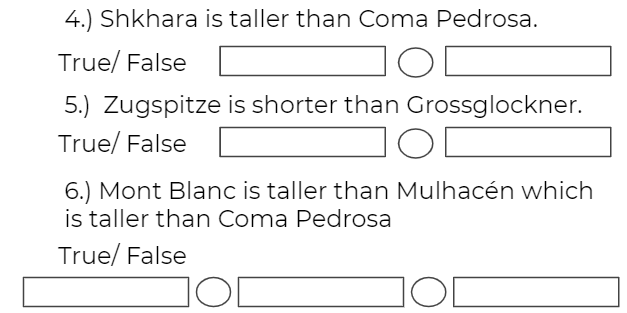 4.) Shkhara is taller than Coma Pedrosa.
True/ False
5.) Zugspitze is shorter than Grossglockner.
True/ False
6.) Mont Blanc is taller than Mulhacén which
is taller than Coma Pedrosa
True/ False